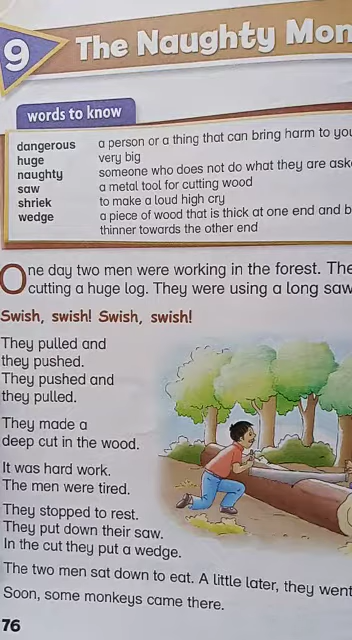 9
The Naughty Mon
words to know
dangerous a person or a thing that can bring harm to you
huge very big
naughty someone who does not do what they are ask
saw a metal tool for cutting wood
shriek to make a loud high cry
wedge a piece of wood that is thick at one end and b
thinner towards the other end
One day two men were working in the forest. The
cutting a huge log. They were using a long saw
Swish, swish! Swish, swish!
They pulled and
they pushed.
They pushed and
they pulled.
They made a
deep cut in the wood.
It was hard work.
The men were tired.
They stopped to rest.
They put down their saw.
In the cut they put a wedge.
The two men sat down to eat. A little later, they went
Soon, some monkeys came there.
76